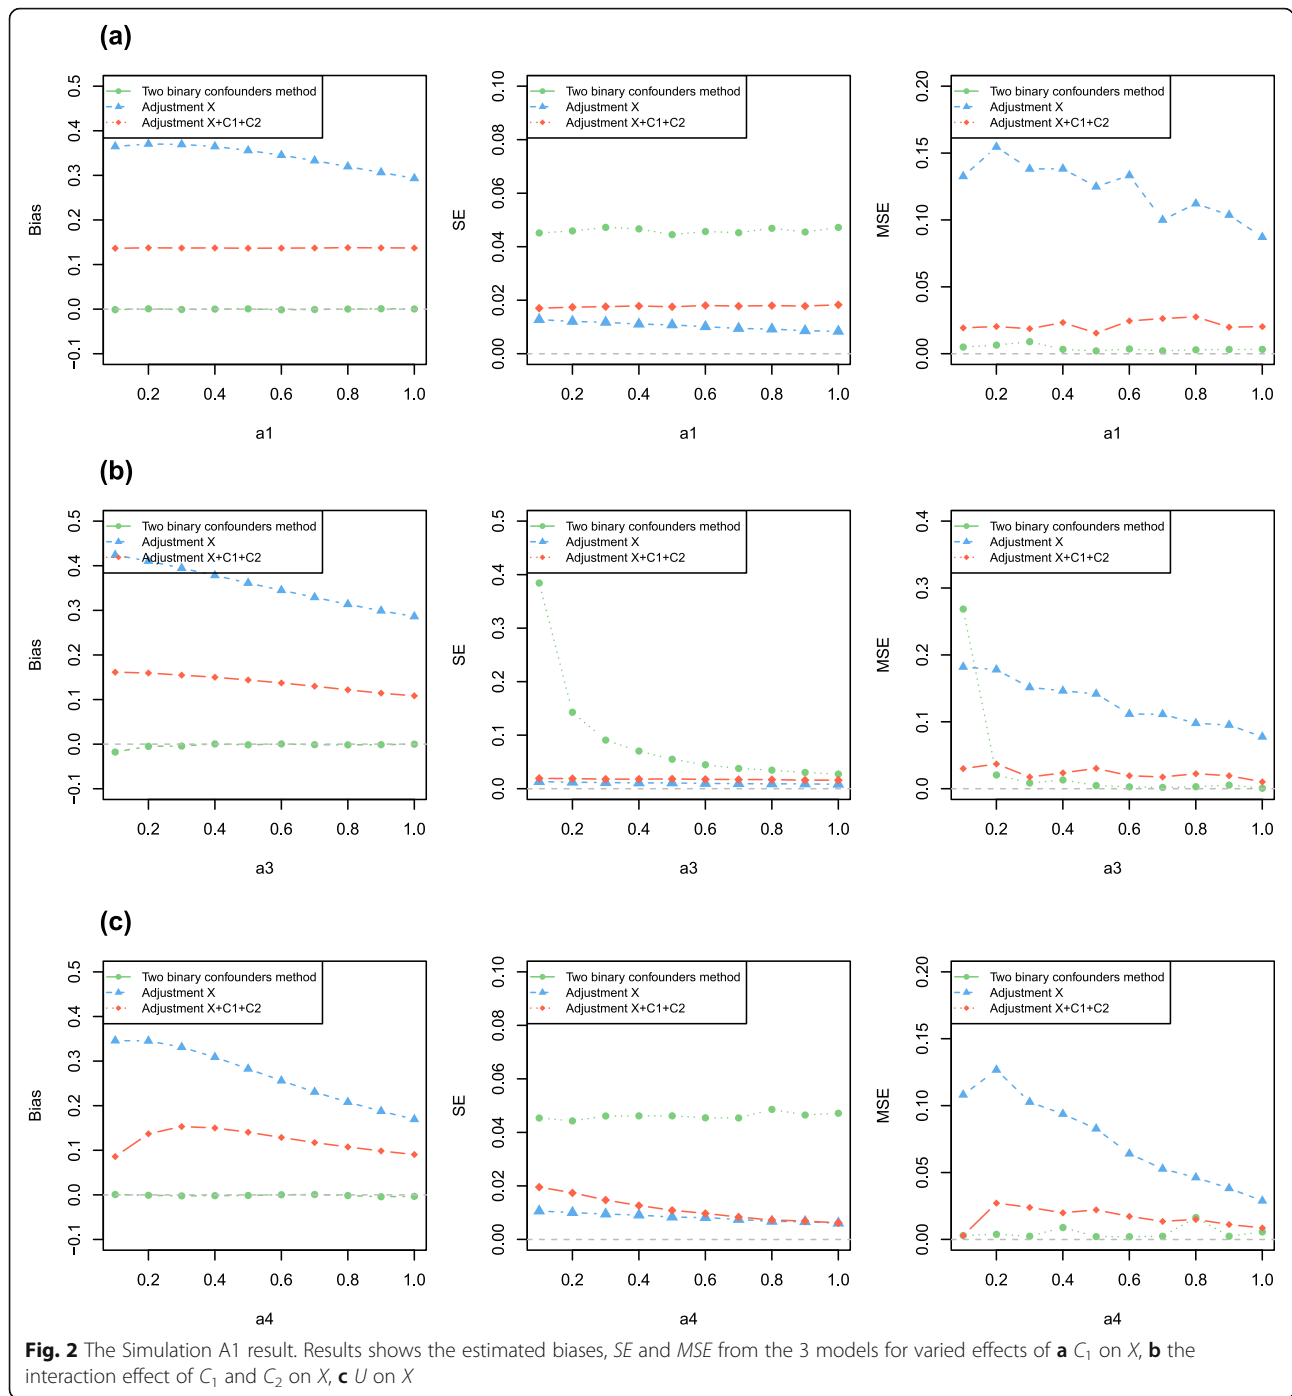 (a)
Two binary confounders method
Adjustment X
Adjustment X+C1+C2
Bias
−0.1 0.0 0.1 0.2 0.3 0.4 0.5
0.2 0.4 0.6 0.8 1.0
a1
Two binary confounders method
Adjustment X
Adjustment X+C1+C2
SE
0.00 0.02 0.04 0.06 0.08 0.10
0.2 0.4 0.6 0.8 1.0
a1
Two binary confounders method
Adjustment X
Adjustment X+C1+C2
MSE
0.00 0.05 0.10 0.15 0.20
0.2 0.4 0.6 0.8 1.0
a1
(b)
Two binary confounders method
Adjustment X
Adjustment X+C1+C2
Bias
−0.1 0.0 0.1 0.2 0.3 0.4 0.5
0.2 0.4 0.6 0.8 1.0
a3
Two binary confounders method
Adjustment X
Adjustment X+C1+C2
SE
0.0 0.1 0.2 0.3 0.4 0.5
0.2 0.4 0.6 0.8 1.0
a3
Two binary confounders method
Adjustment X
Adjustment X+C1+C2
MSE
0.0 0.1 0.2 0.3 0.4
0.2 0.4 0.6 0.8 1.0
a3
(c)
Two binary confounders method
Adjustment X
Adjustment X+C1+C2
Bias
−0.1 0.0 0.1 0.2 0.3 0.4 0.5
0.2 0.4 0.6 0.8 1.0
a4
Two binary confounders method
Adjustment X
Adjustment X+C1+C2
SE
0.00 0.02 0.04 0.06 0.08 0.10
0.2 0.4 0.6 0.8 1.0
a4
Two binary confounders method
Adjustment X
Adjustment X+C1+C2
MSE
0.00 0.05 0.10 0.15 0.20
0.2 0.4 0.6 0.8 1.0
a4
Fig. 2 The Simulation A1 result. Results shows the estimated biases, SE and MSE from the 3 models for varied effects of a C1 on X, b the
interaction effect of C1 and C2 on X, c U on X